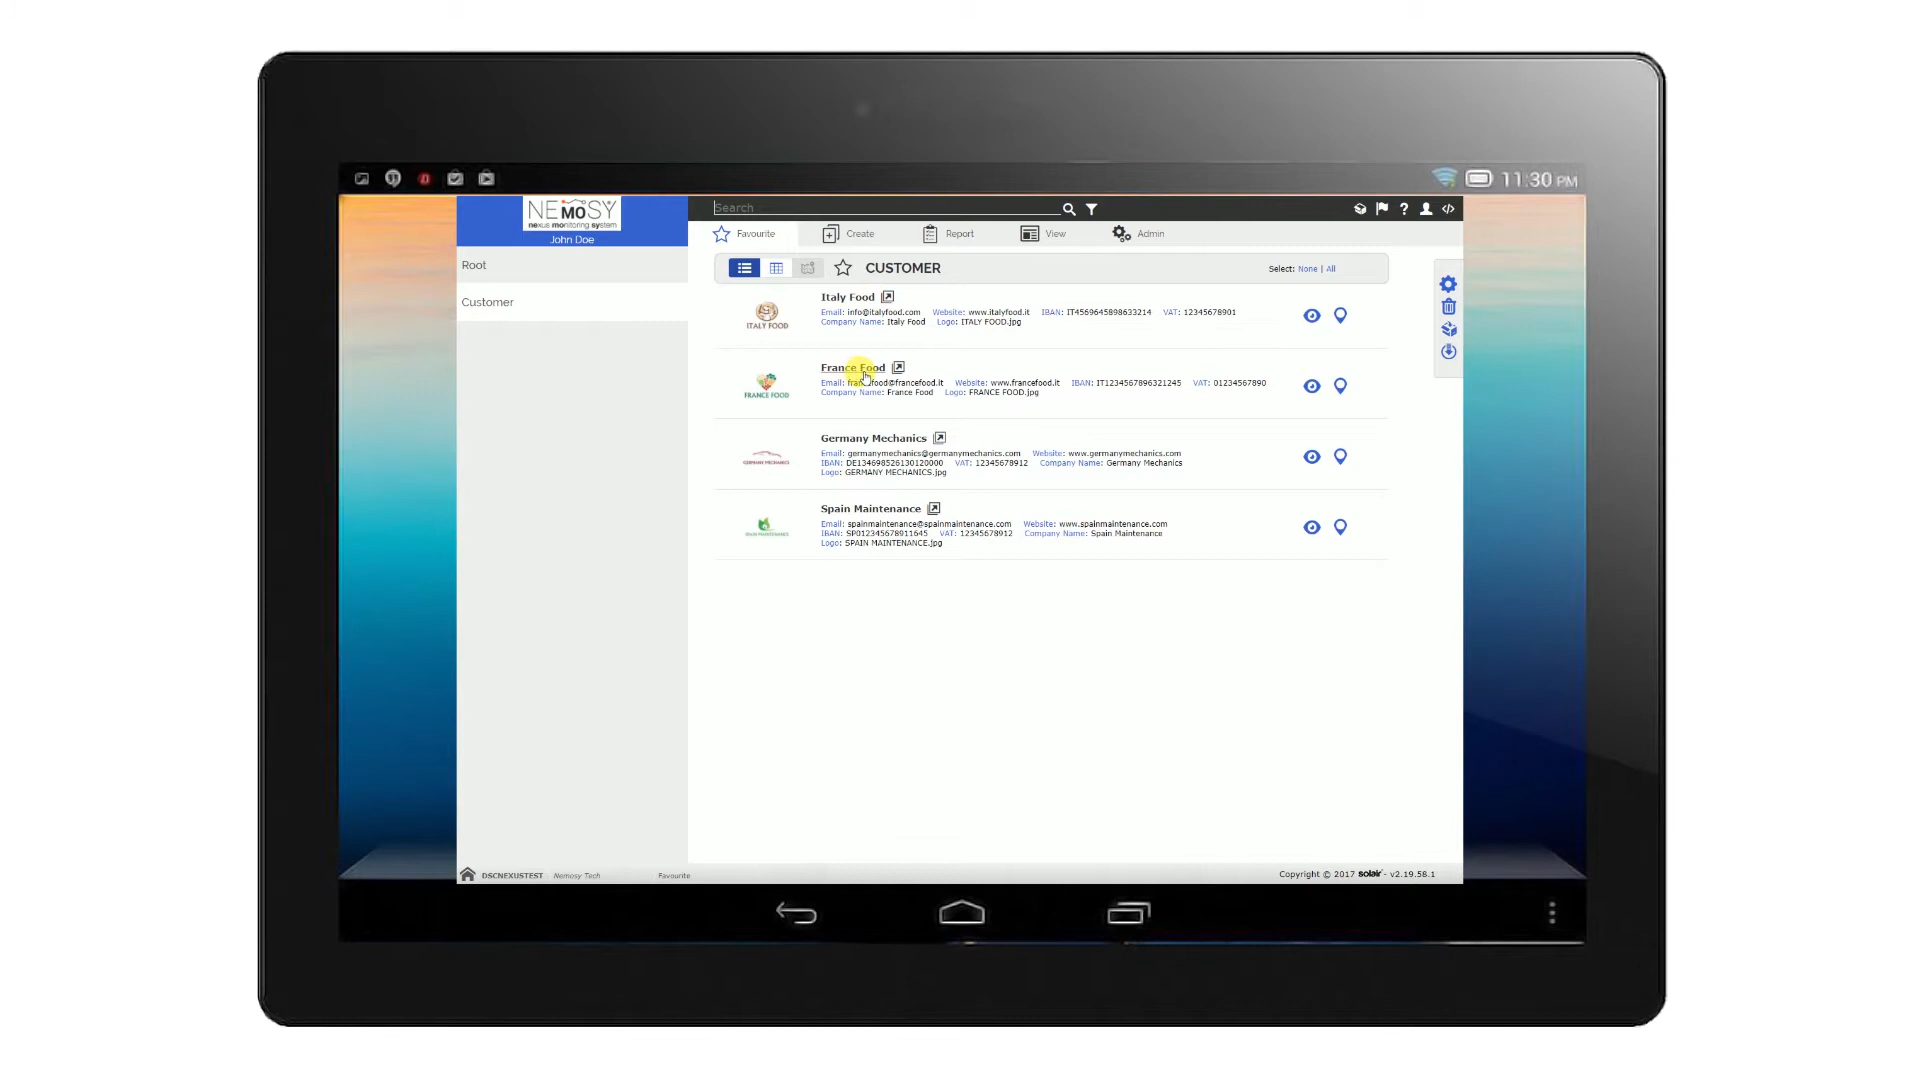 11:30 PM
NEMOSY
nexus monitoring system
John Doe
Search
Favourite Create Report View Admin
Root
Customer
CUSTOMER
Select: None | All
Italy Food
Email: info@italyfood.com Website: www.italyfood.it IBAN: IT4569645898633214 VAT: 12345678901
Company Name: Italy Food Logo: ITALY FOOD.jpg
ITALY FOOD
France Food
Email: francefood@francefood.it Website: www.francefood.it IBAN: IT1234567896321245 VAT: 01234567890
Company Name: France Food Logo: FRANCE FOOD.jpg
FRANCE FOOD
Germany Mechanics
Email: germanymechanics@germanymechanics.com Website: www.germanymechanics.com
IBAN: DE134698526130120000 VAT: 12345678912 Company Name: Germany Mechanics
Logo: GERMANY MECHANICS.jpg
GERMANY MECHANICS
Spain Maintenance
Email: spainmaintenance@spainmaintenance.com Website: www.spainmaintenance.com
IBAN: SP012345678911645 VAT: 12345678912 Company Name: Spain Maintenance
Logo: SPAIN MAINTENANCE.jpg
SPAIN MAINTENANCE
DSCNEXUSTEST Nemosy Tech Favourite
Copyright © 2017 solair - v2.19.58.1